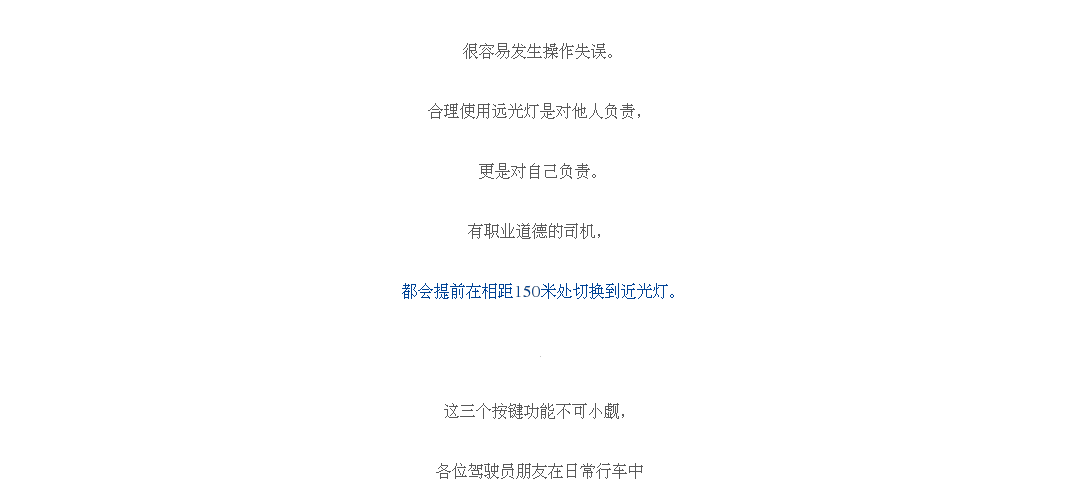 很容易发生操作失误。
合理使用远光灯是对他人负责，
更是对自己负责。
有职业道德的司机，
都会提前在相距150米处切换到近光灯。
这三个按键功能不可小觑，
各位驾驶员朋友在日常行车中